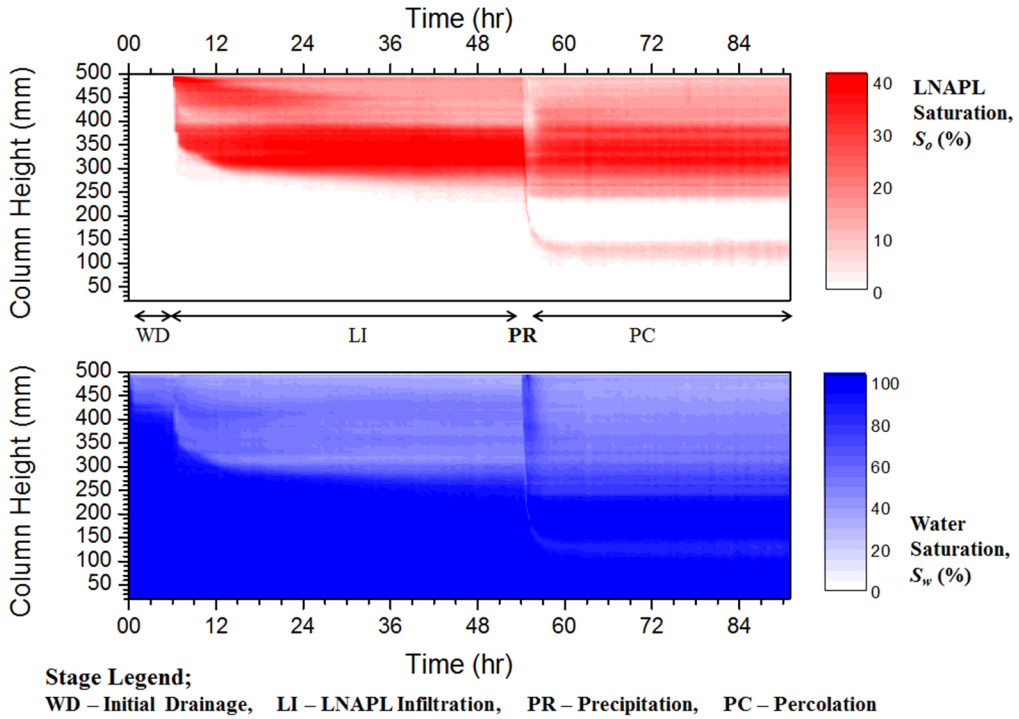 Time (hr)
00 12 24 36 48 60 72 84
Column Height (mm)
500
450
400
350
300
250
200
150
100
50
40
30
20
10
0
LNAPL
Saturation,
So (%)
WD LI PR PC
Column Height (mm)
500
450
400
350
300
250
200
150
100
50
100
80
60
40
20
0
Water
Saturation,
Sw (%)
00 12 24 36 48 60 72 84
Time (hr)
Stage Legend;
WD – Initial Drainage, LI – LNAPL Infiltration, PR – Precipitation, PC – Percolation